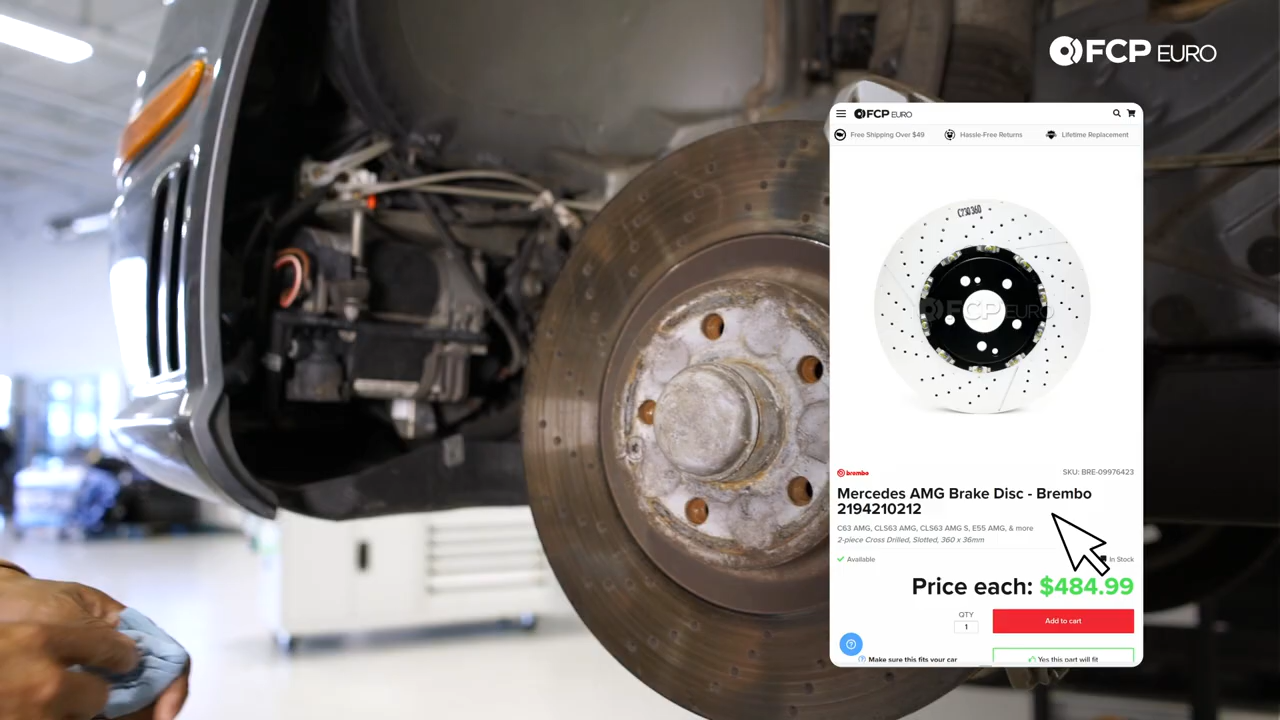 FCP EURO
FCP EURO
Free Shipping Over $49
Hassle-Free Returns
Lifetime Replacement
FCP EURO
brembo
SKU: BRE-09976423
Mercedes AMG Brake Disc - Brembo
2194210212
C63 AMG, CLS63 AMG, CLS63 AMG S, E55 AMG, & more
2-piece Cross Drilled, Slotted, 360 x 36mm
Available
In Stock
Price each: $484.99
QTY
1
Add to cart
Make sure this fits your car
Yes this part will fit